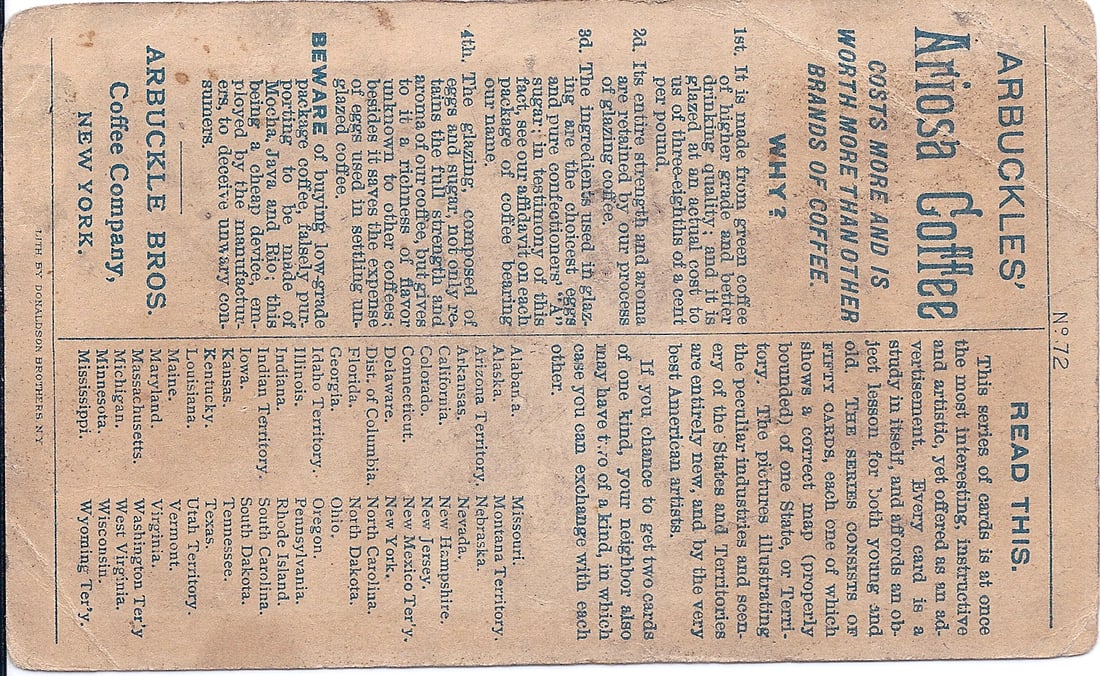 No. 72
ARBUCKLES'
Ariosa Coffee
COSTS MORE AND IS
WORTH MORE THAN OTHER
BRANDS OF COFFEE.
WHY?
1st. It is made from green coffee
of higher grade and better
drinking quality; and it is
glazed at an actual cost to
us of three-eighths of a cent
per pound.
2d. Its entire strength and aroma
are retained by our process
of glazing coffee.
3d. The ingredients used in glaz-
ing are the choicest eggs
and pure confectioners' "A"
sugar; in testimony of this
fact, see our affidavit on each
package of coffee bearing
our name.
4th. The glazing, composed of
eggs and sugar, not only re-
tains the full strength and
aroma of our coffee, but gives
to it a richness of flavor
unknown to other coffees;
besides it saves the expense
of eggs used in settling un-
glazed coffee.
BEWARE of buying low-grade
package coffee, falsely pur-
porting to be made of
Mocha, Java and Rio; this
being a cheap device, em-
ployed by the manufactur-
ers, to deceive unwary con-
sumers.
ARBUCKLE BROS.
Coffee Company,
NEW YORK.
READ THIS.
This series of cards is at once
the most interesting, instructive
and artistic, yet offered as an ad-
vertisement. Every card is a
study in itself, and affords an ob-
ject lesson for both young and
old. THE SERIES CONSISTS OF
FIFTY CARDS, each one of which
shows a correct map (properly
bounded) of one State, or Terri-
tory. The pictures illustrating
the peculiar industries and scen-
ery of the States and Territories
are entirely new, and by the very
best American artists.
If you chance to get two cards
of one kind, your neighbor also
may have two of a kind, in which
case you can exchange with each
other.
Alabama.
Alaska.
Arizona Territory.
Arkansas.
California.
Colorado.
Connecticut.
Delaware.
Dist. of Columbia.
Florida.
Georgia.
Idaho Territory.
Illinois.
Indiana.
Indian Territory.
Iowa.
Kansas.
Kentucky.
Louisiana.
Maine.
Maryland.
Massachusetts.
Michigan.
Minnesota.
Mississippi.
Missouri.
Montana Territory.
Nebraska.
Nevada.
New Hampshire.
New Jersey.
New Mexico Ter'y.
New York.
North Carolina.
North Dakota.
Ohio.
Oregon.
Pennsylvania.
Rhode Island.
South Carolina.
South Dakota.
Tennessee.
Texas.
Utah Territory.
Vermont.
Virginia.
Washington Ter'y
West Virginia.
Wisconsin.
Wyoming Ter'y.
LITH. BY DONALDSON BROTHERS N.Y.